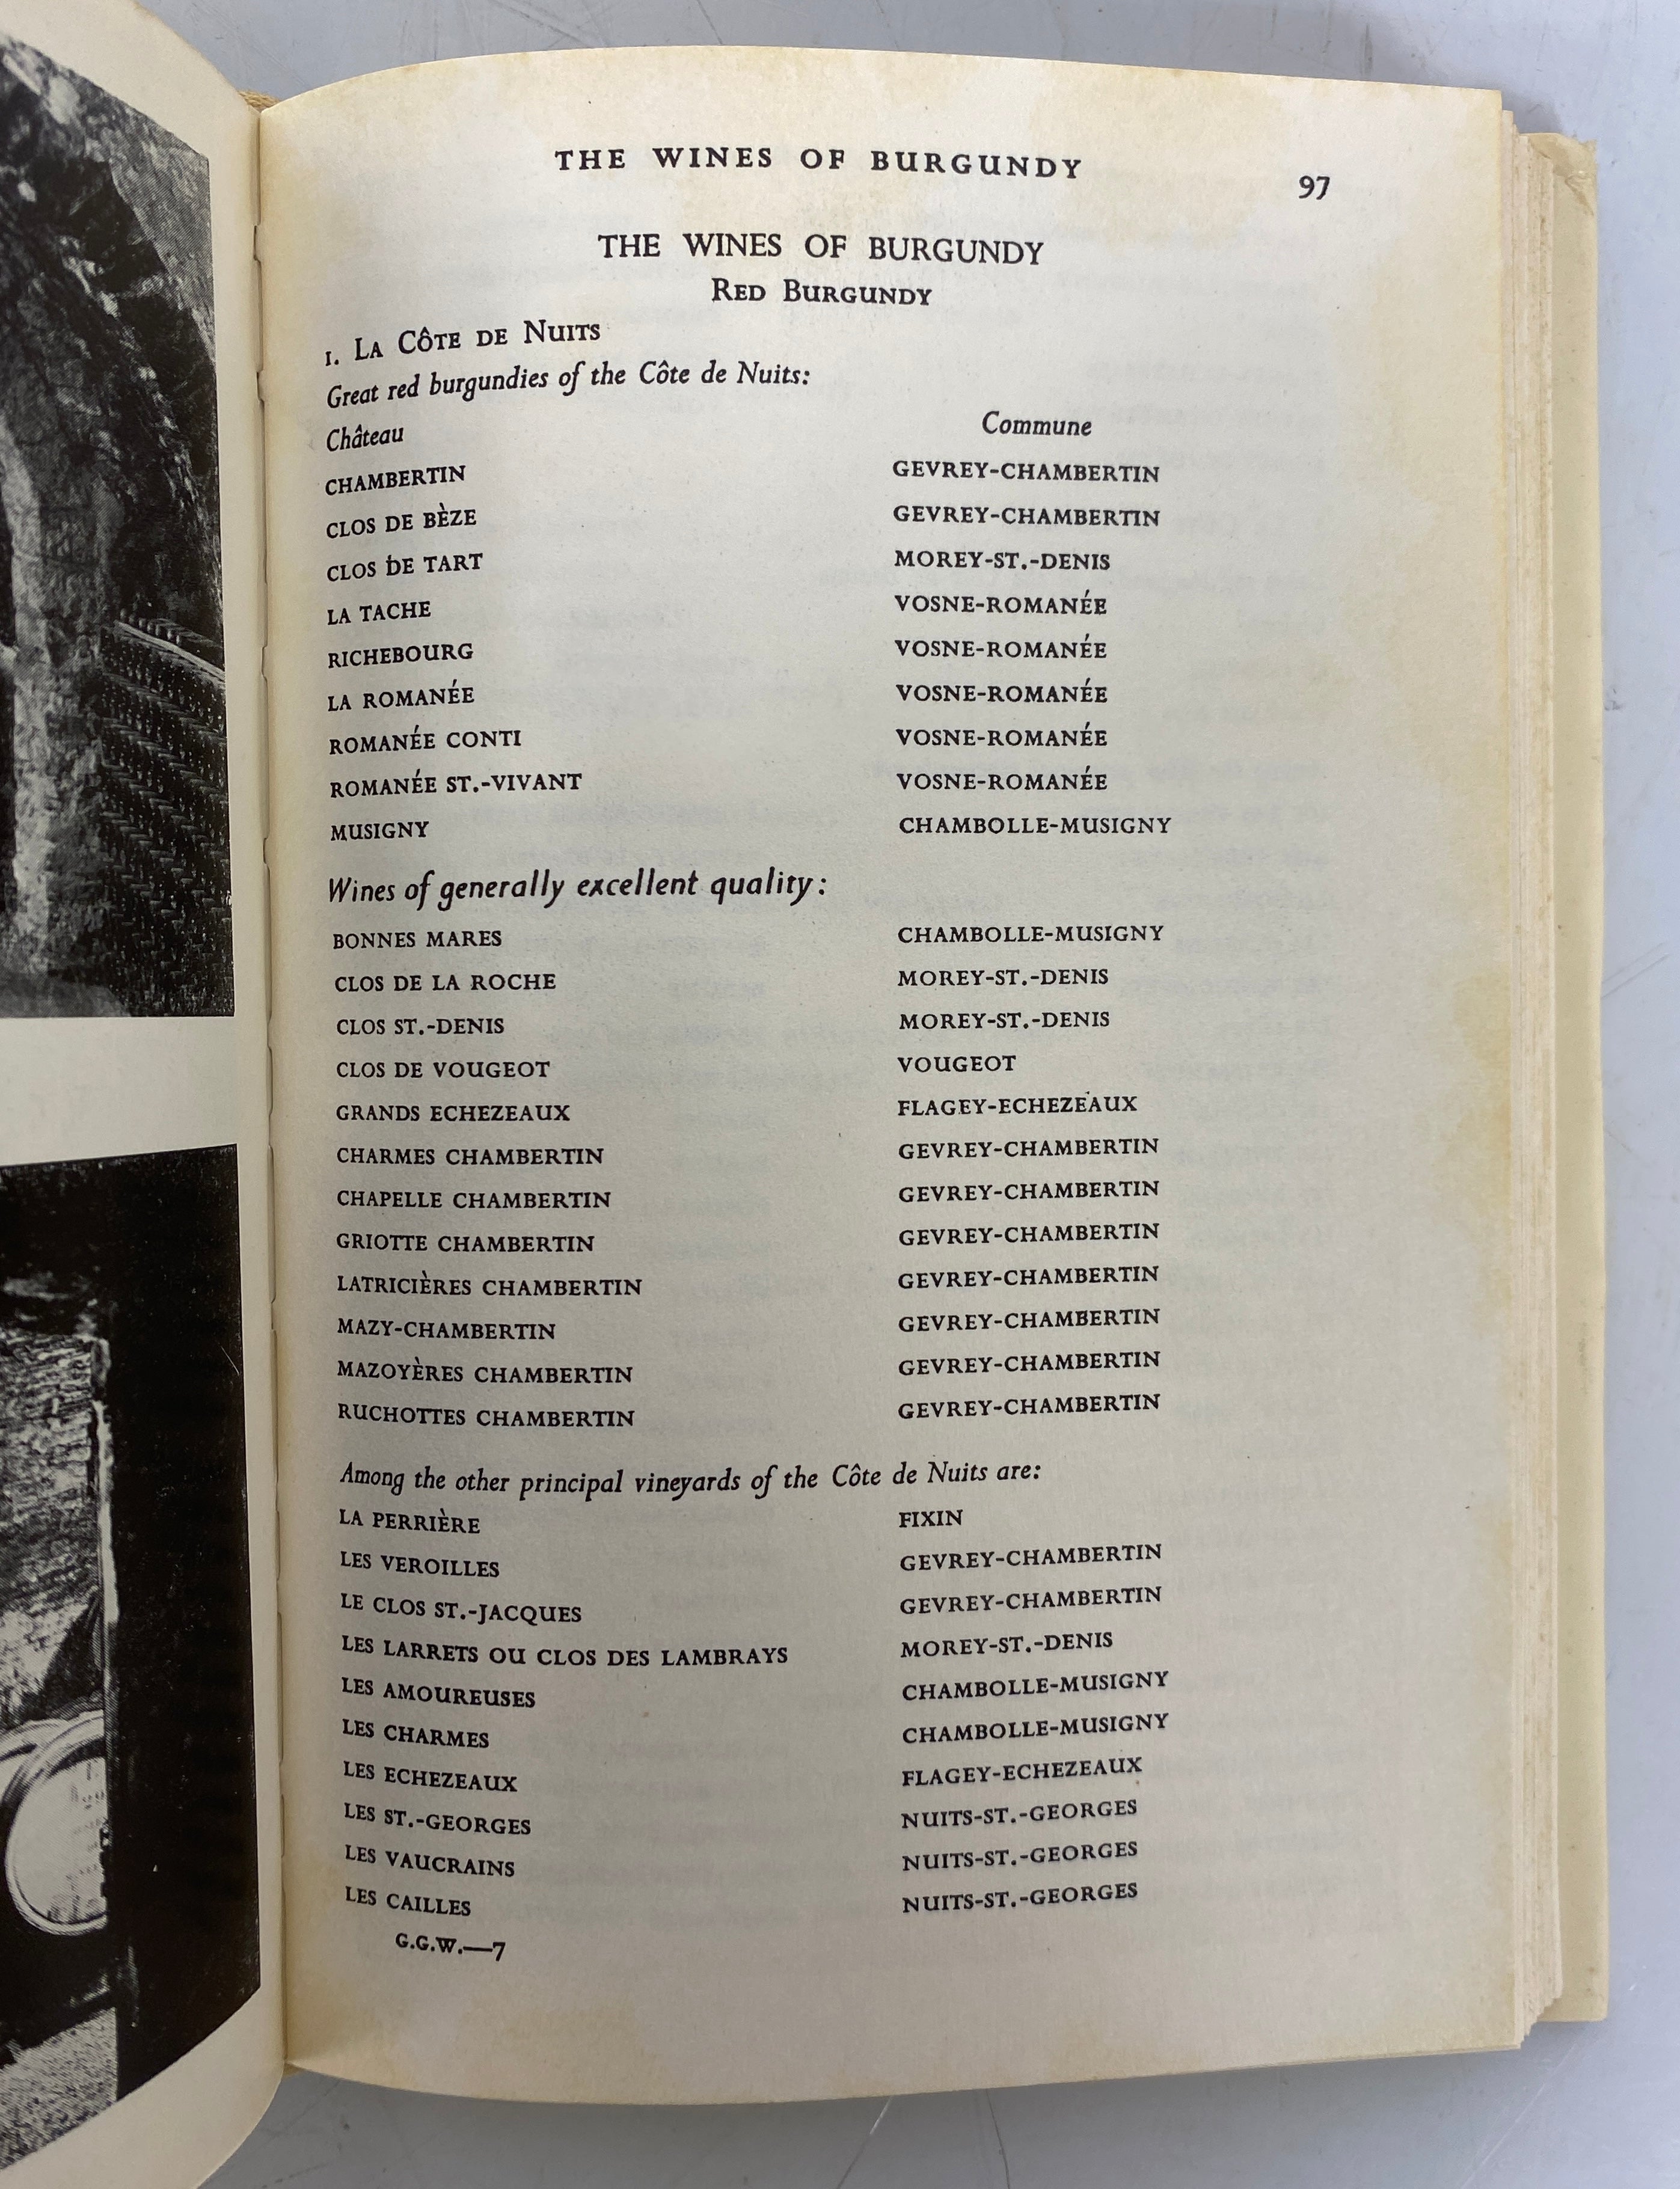 THE WINES OF BURGUNDY 97
THE WINES OF BURGUNDY
RED BURGUNDY
1. LA CÔTE DE NUITS
Great red burgundies of the Côte de Nuits:
Château Commune
CHAMBERTIN GEVREY-CHAMBERTIN
CLOS DE BÈZE GEVREY-CHAMBERTIN
CLOS DE TART MOREY-ST.-DENIS
LA TACHE VOSNE-ROMANÉE
RICHEBOURG VOSNE-ROMANÉE
LA ROMANÉE VOSNE-ROMANÉE
ROMANÉE CONTI VOSNE-ROMANÉE
ROMANÉE ST.-VIVANT VOSNE-ROMANÉE
MUSIGNY CHAMBOLLE-MUSIGNY
Wines of generally excellent quality:
BONNES MARES CHAMBOLLE-MUSIGNY
CLOS DE LA ROCHE MOREY-ST.-DENIS
CLOS ST.-DENIS MOREY-ST.-DENIS
CLOS DE VOUGEOT VOUGEOT
GRANDS ECHEZEAUX FLAGEY-ECHEZEAUX
CHARMES CHAMBERTIN GEVREY-CHAMBERTIN
CHAPELLE CHAMBERTIN GEVREY-CHAMBERTIN
GRIOTTE CHAMBERTIN GEVREY-CHAMBERTIN
LATRICIÈRES CHAMBERTIN GEVREY-CHAMBERTIN
MAZY-CHAMBERTIN GEVREY-CHAMBERTIN
MAZOYÈRES CHAMBERTIN GEVREY-CHAMBERTIN
RUCHOTTES CHAMBERTIN GEVREY-CHAMBERTIN
Among the other principal vineyards of the Côte de Nuits are:
LA PERRIÈRE FIXIN
LES VEROILLES GEVREY-CHAMBERTIN
LE CLOS ST.-JACQUES GEVREY-CHAMBERTIN
LES LARRETS OU CLOS DES LAMBRAYS MOREY-ST.-DENIS
LES AMOUREUSES CHAMBOLLE-MUSIGNY
LES CHARMES CHAMBOLLE-MUSIGNY
LES ECHEZEAUX FLAGEY-ECHEZEAUX
LES ST.-GEORGES NUITS-ST.-GEORGES
LES VAUCRAINS NUITS-ST.-GEORGES
LES CAILLES NUITS-ST.-GEORGES
G.G.W.—7